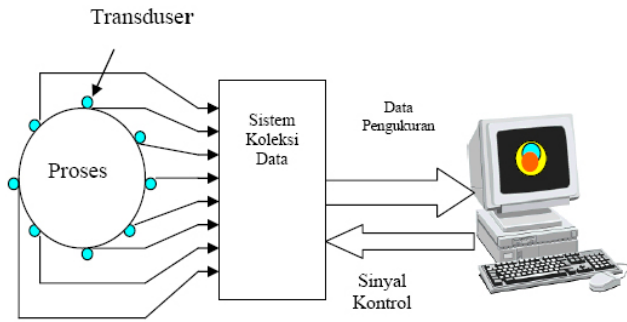 Transduser
Proses
Sistem
Koleksi
Data
Data
Pengukuran
Sinyal
Kontrol